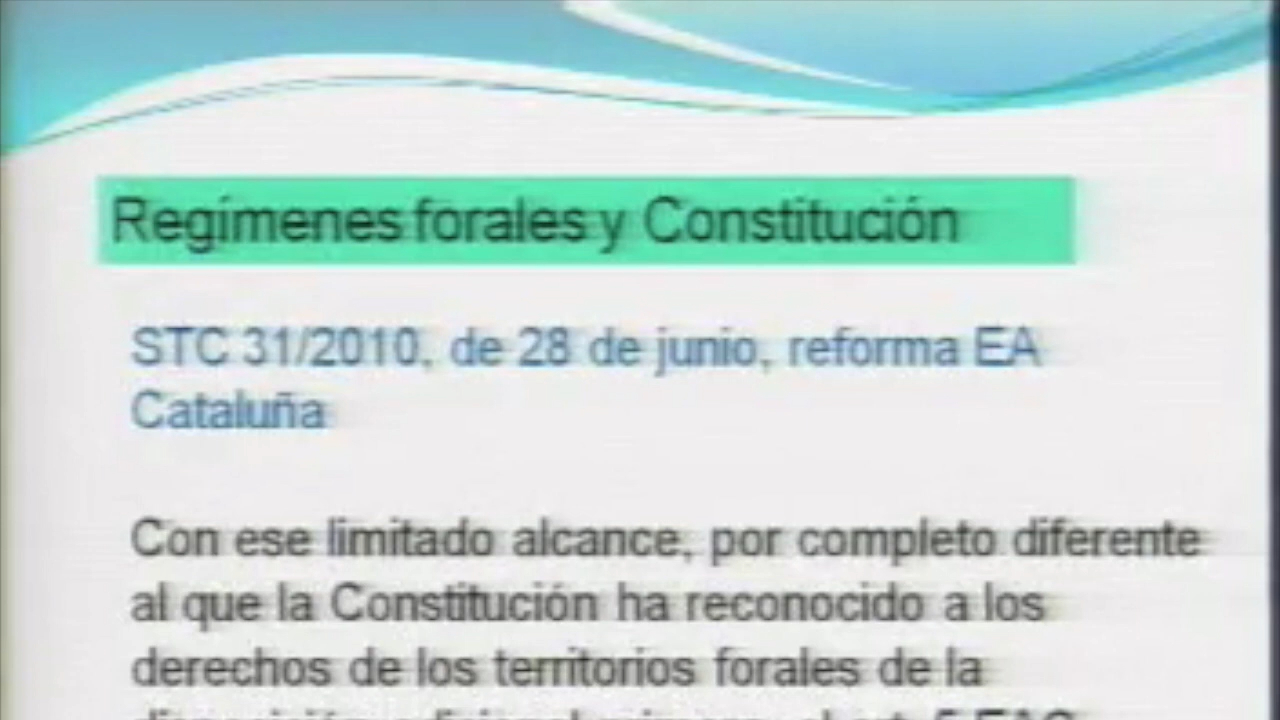 Regímenes forales y Constitución
STC 31/2010, de 28 de junio, reforma EA
Cataluña
Con ese limitado alcance, por completo diferente
al que la Constitución ha reconocido a los
derechos de los territorios forales de la